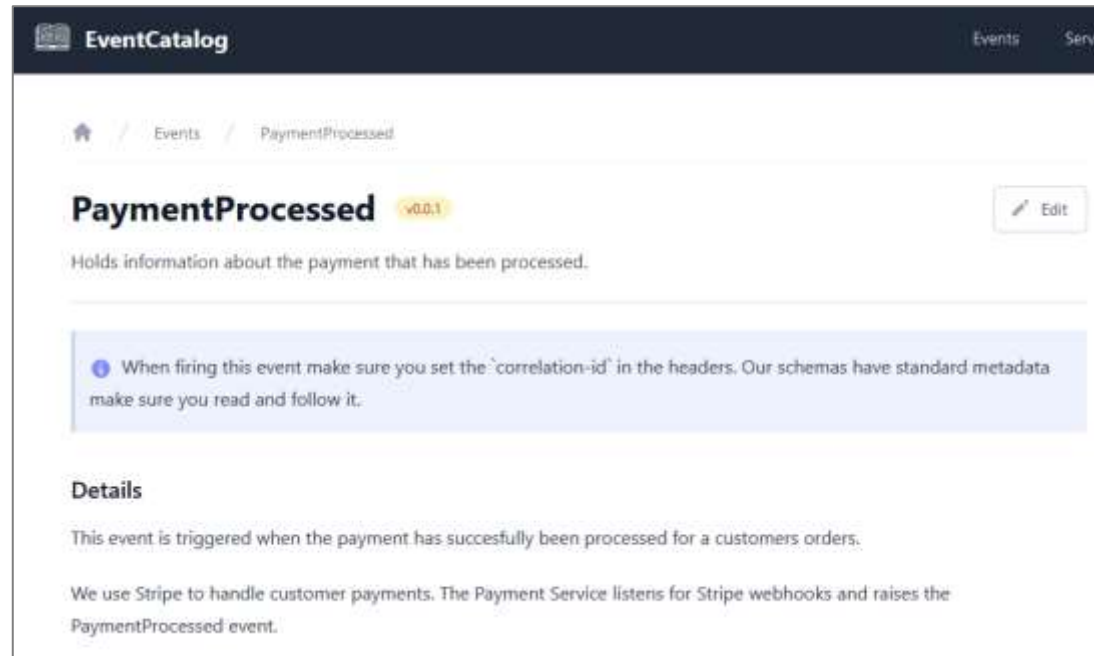 EventCatalog
Events Serv
/ Events / PaymentProcessed
PaymentProcessed v0.0.1
Edit
Holds information about the payment that has been processed.
When firing this event make sure you set the `correlation-id` in the headers. Our schemas have standard metadata
make sure you read and follow it.
Details
This event is triggered when the payment has succesfully been processed for a customers orders.
We use Stripe to handle customer payments. The Payment Service listens for Stripe webhooks and raises the
PaymentProcessed event.